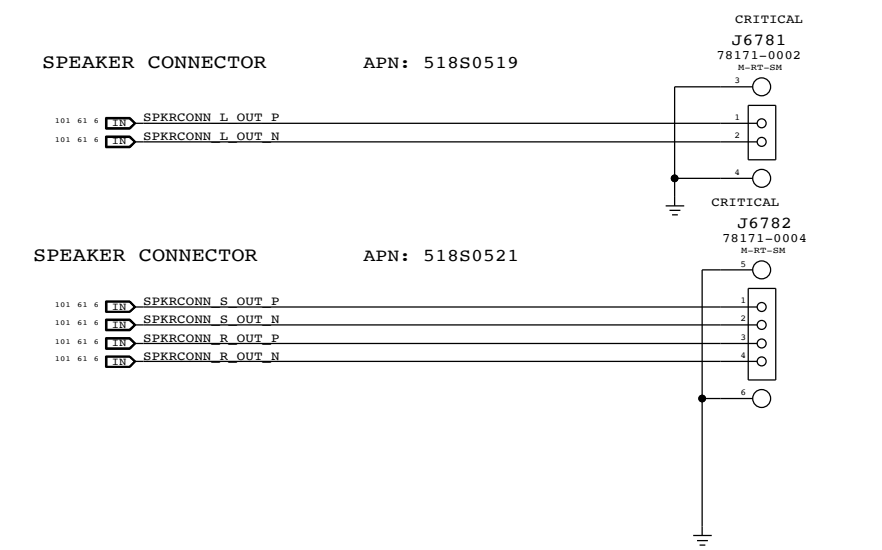 CRITICAL
J6781
SPEAKER CONNECTOR APN: 518S0519 78171-0002
M-RT-SM
3
101 61 6 IN SPKRCONN_L_OUT_P 1
101 61 6 IN SPKRCONN_L_OUT_N 2
4
CRITICAL
J6782
78171-0004
SPEAKER CONNECTOR APN: 518S0521 M-RT-SM
5
101 61 6 IN SPKRCONN_S_OUT_P 1
101 61 6 IN SPKRCONN_S_OUT_N 2
101 61 6 IN SPKRCONN_R_OUT_P 3
101 61 6 IN SPKRCONN_R_OUT_N 4
6